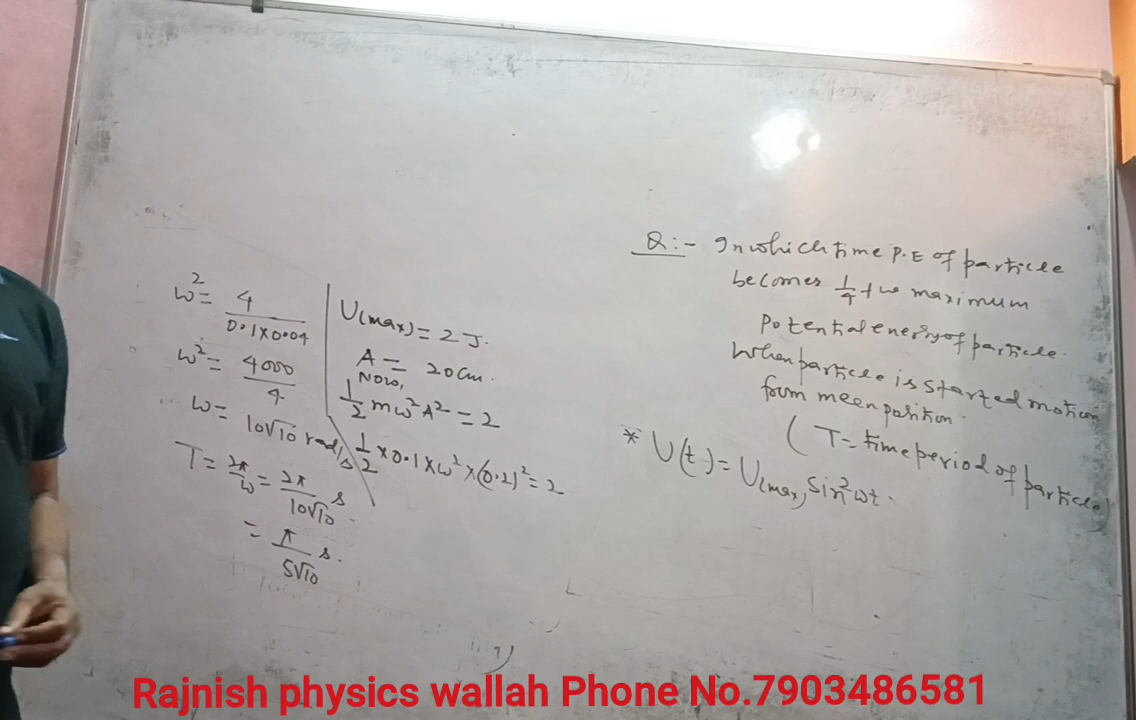 ω² = 4 / 0.1×0.04
ω² = 4000 / 4
ω = 10√10 rad/s
T = 2π/ω = 2π / 10√10 s
= π / 5√10 s.
U(max) = 2 J.
A = 20 cm.
Now,
1/2 mω²A² = 2
1/2 × 0.1 × ω² × (0.2)² = 2
Q:- In which time P.E of particle
becomes 1/4 the maximum
potential energy of particle.
When particle is started motion
form meen position.
( T = time period of particle)
* U(t) = U(max) sin²ωt.
Rajnish physics wallah Phone No.7903486581